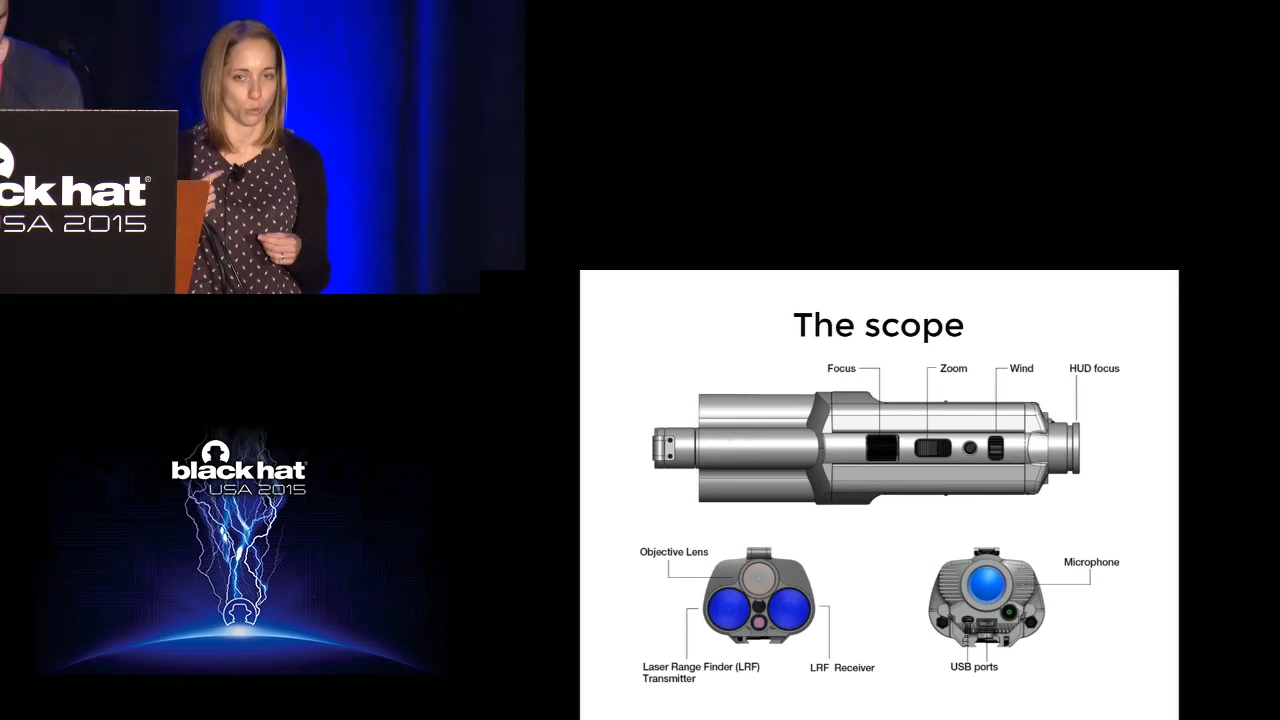 ck hat®
USA 2015
The scope
Focus
Zoom
Wind
HUD focus
Objective Lens
Microphone
Laser Range Finder (LRF)
Transmitter
LRF Receiver
USB ports
black hat®
USA 2015